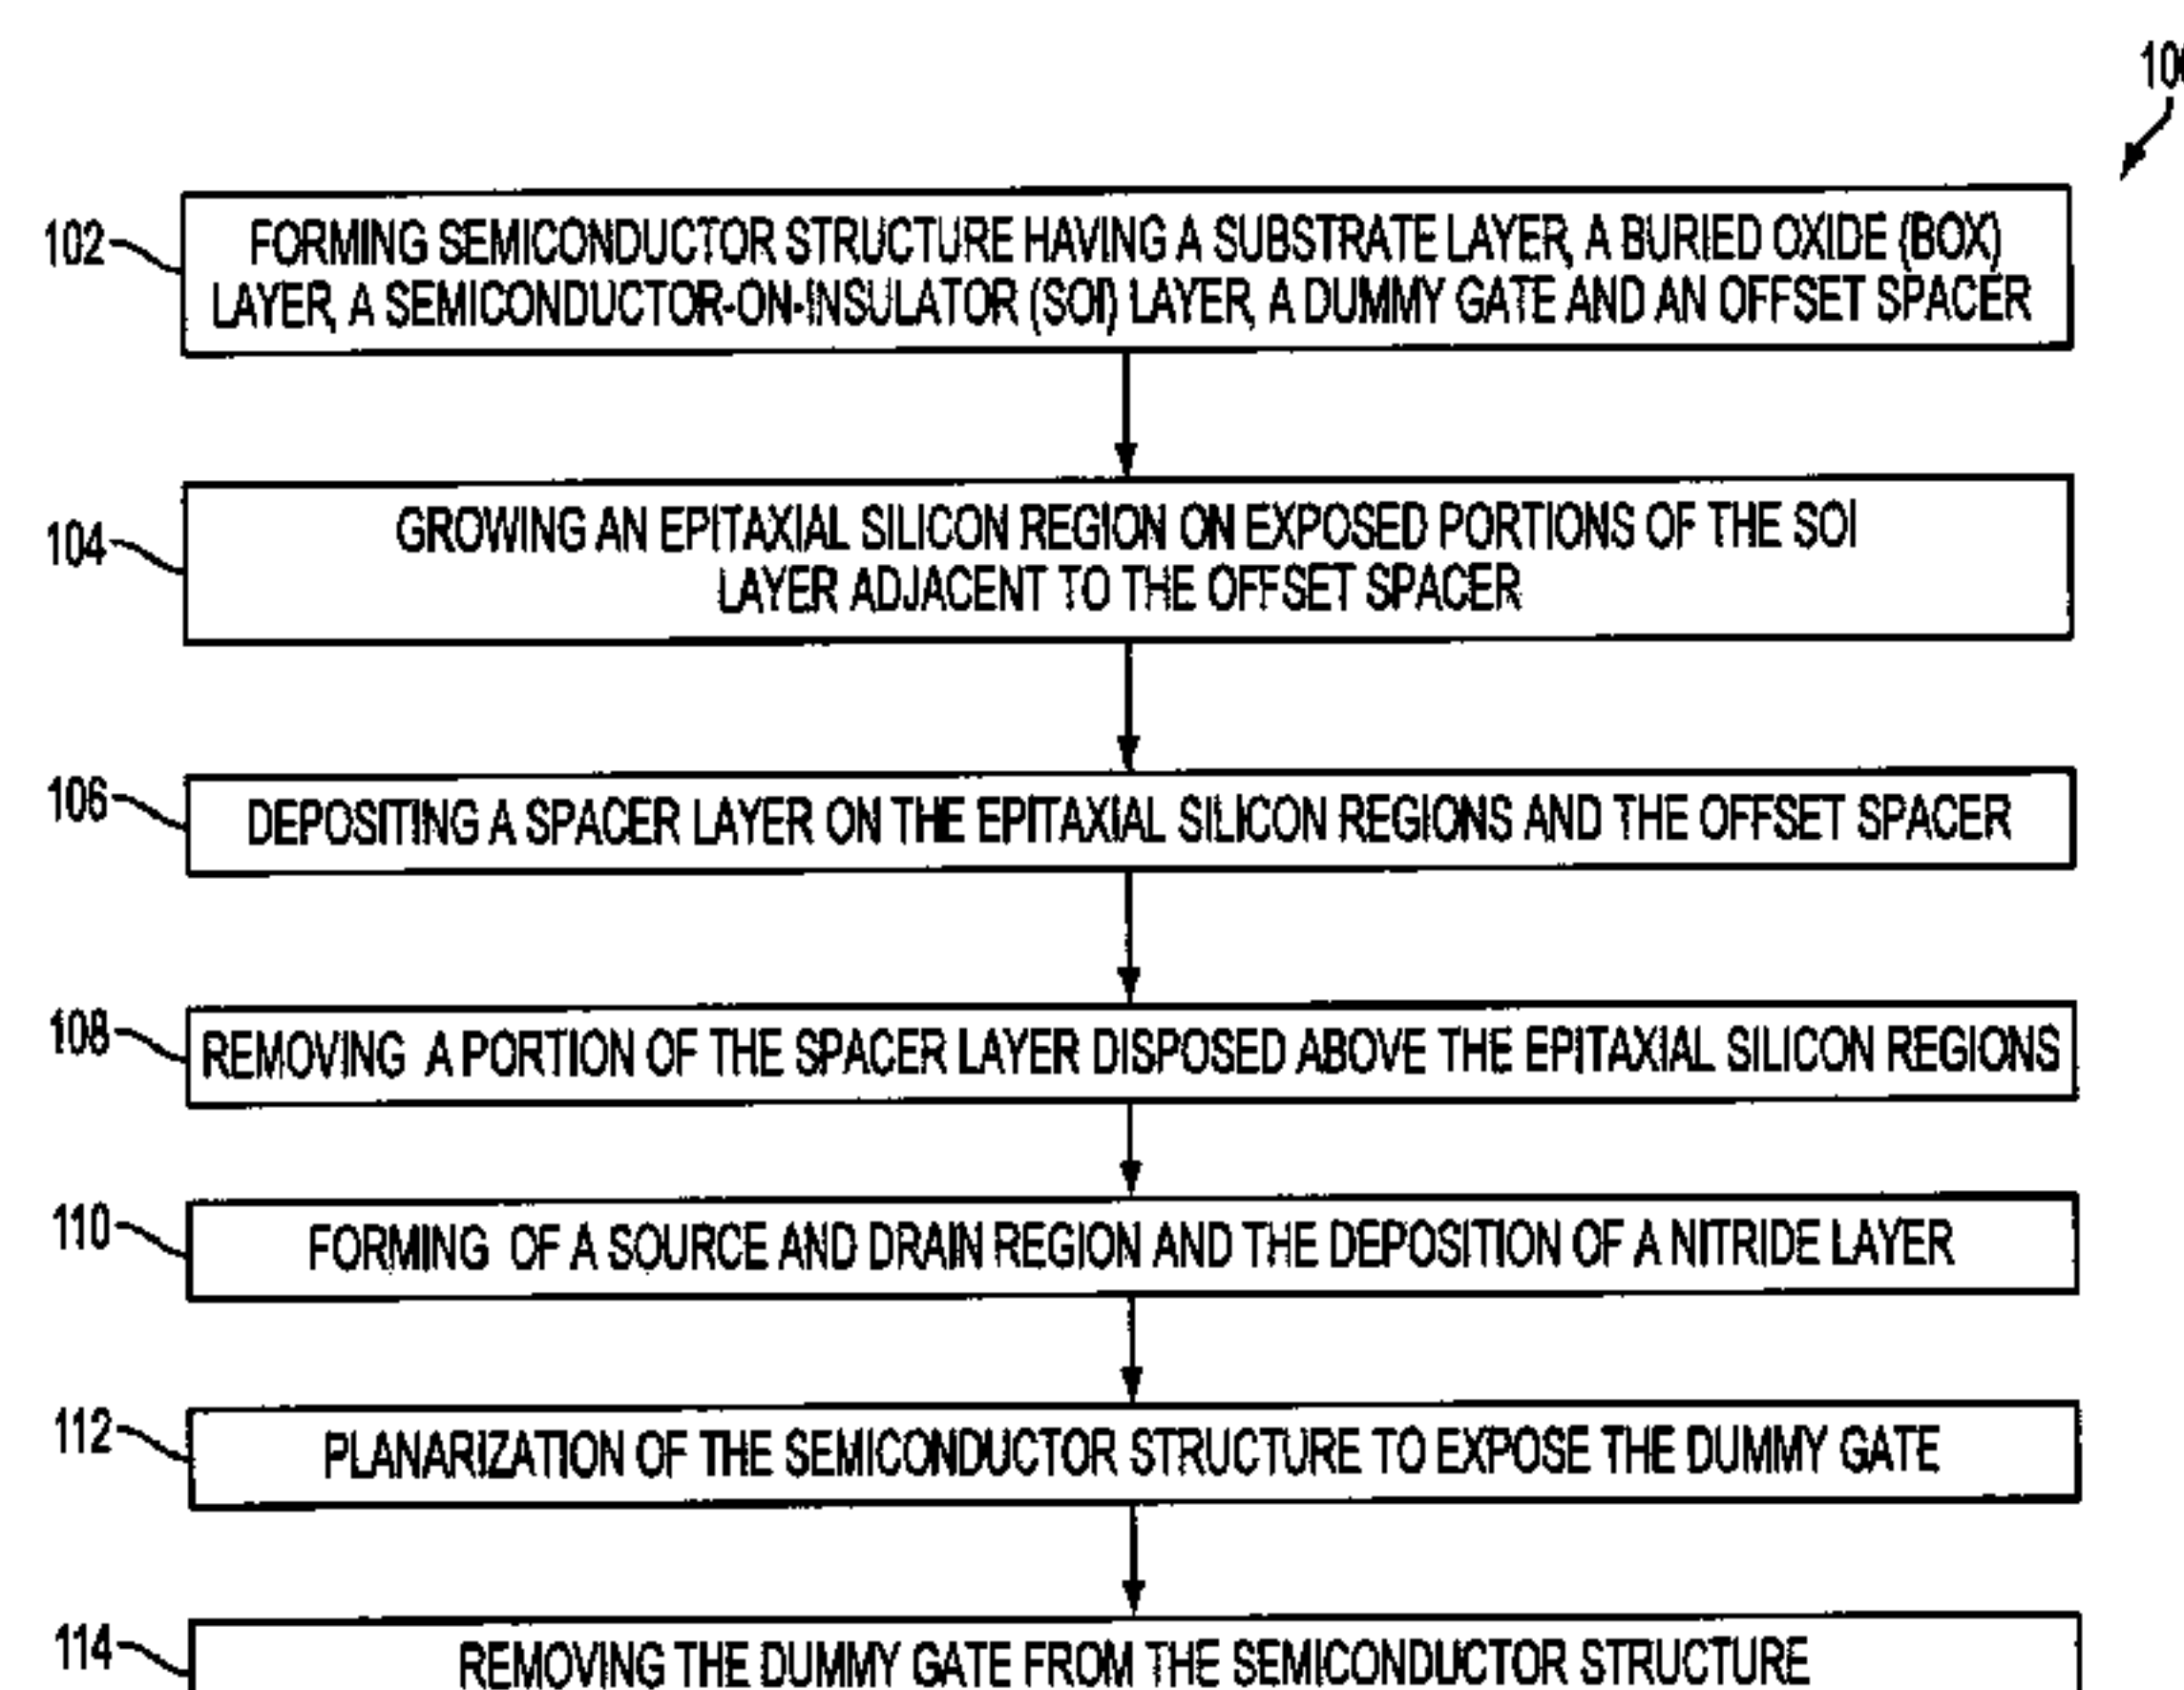 102
FORMING SEMICONDUCTOR STRUCTURE HAVING A SUBSTRATE LAYER, A BURIED OXIDE (BOX)
LAYER, A SEMICONDUCTOR-ON-INSULATOR (SOI) LAYER, A DUMMY GATE AND AN OFFSET SPACER
104
GROWING AN EPITAXIAL SILICON REGION ON EXPOSED PORTIONS OF THE SOI
LAYER ADJACENT TO THE OFFSET SPACER
106
DEPOSITING A SPACER LAYER ON THE EPITAXIAL SILICON REGIONS AND THE OFFSET SPACER
108
REMOVING A PORTION OF THE SPACER LAYER DISPOSED ABOVE THE EPITAXIAL SILICON REGIONS
110
FORMING OF A SOURCE AND DRAIN REGION AND THE DEPOSITION OF A NITRIDE LAYER
112
PLANARIZATION OF THE SEMICONDUCTOR STRUCTURE TO EXPOSE THE DUMMY GATE
114
REMOVING THE DUMMY GATE FROM THE SEMICONDUCTOR STRUCTURE